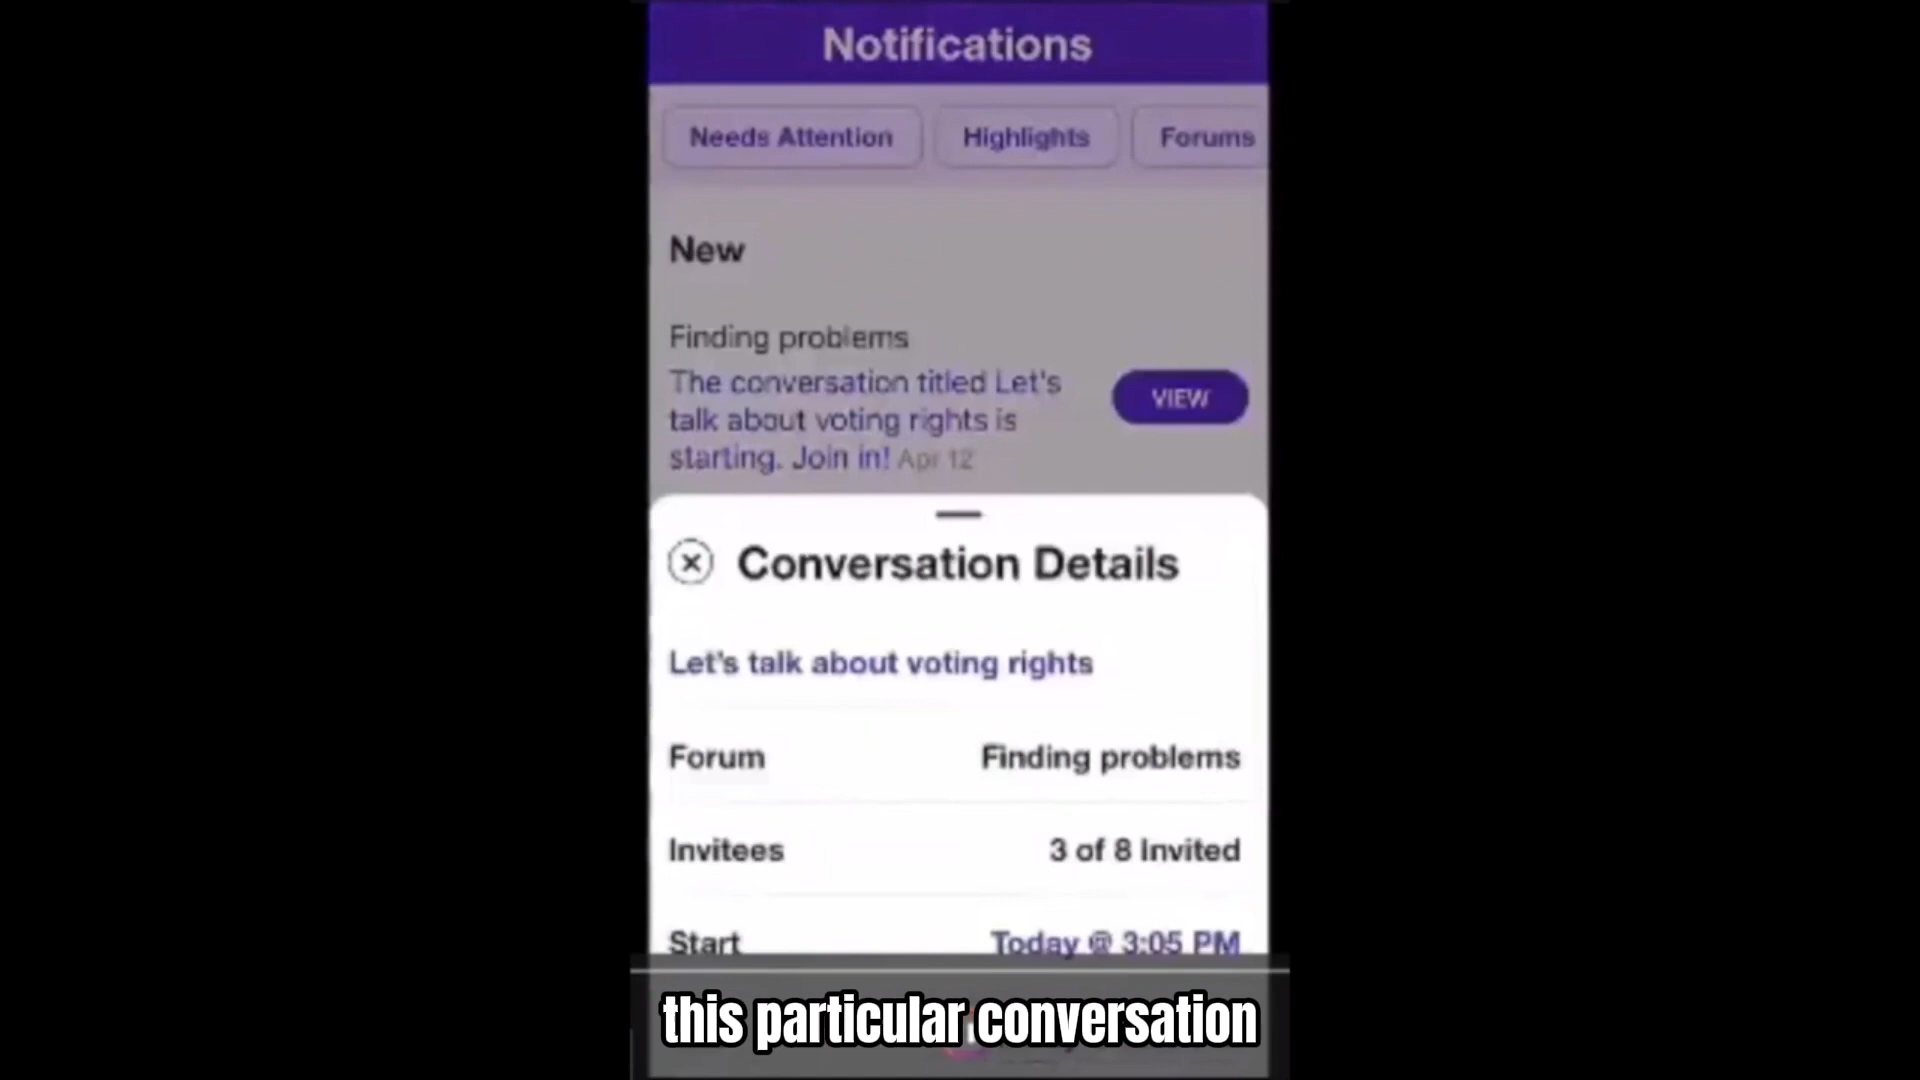 Notifications
Needs Attention
Highlights
Forums
New
Finding problems
The conversation titled Let's
talk about voting rights is
starting. Join in! Apr 12
VIEW
Conversation Details
Let's talk about voting rights
Forum
Finding problems
Invitees
3 of 8 Invited
Start
Today @ 3:05 PM
this particular conversation